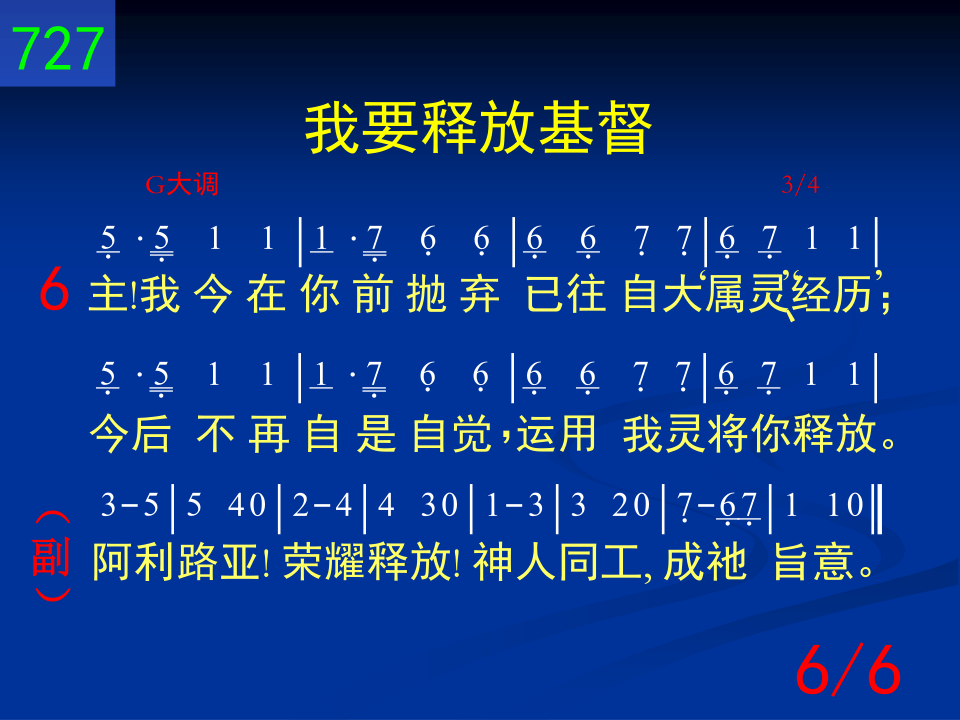 727
我要释放基督
G大调 3/4
5 · 5 1 1 | 1 · 7 6 6 | 6 6 7 7 | 6 7 1 1 |
6 主!我 今 在 你 前 抛 弃 已往 自大“属灵”、“经历”;
5 · 5 1 1 | 1 · 7 6 6 | 6 6 7 7 | 6 7 1 1 |
今后 不 再 自 是 自觉,运用 我灵将你释放。
3-5 | 5 40 | 2-4 | 4 30 | 1-3 | 3 20 | 7-67 | 1 10 ‖
(副) 阿利路亚! 荣耀释放! 神人同工, 成祂 旨意。
6/6